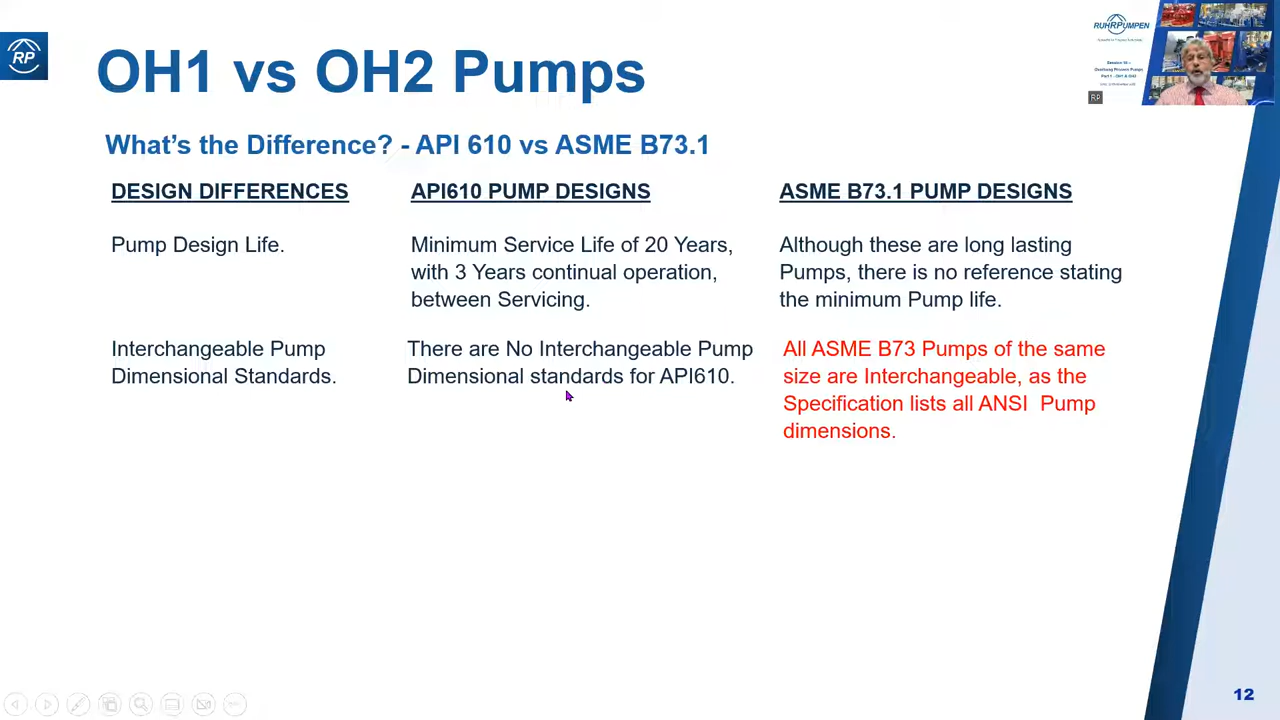 RP
OH1 vs OH2 Pumps
RUHRPUMPEN
What's the Difference? - API 610 vs ASME B73.1
DESIGN DIFFERENCES
API610 PUMP DESIGNS
ASME B73.1 PUMP DESIGNS
Pump Design Life.
Minimum Service Life of 20 Years,
with 3 Years continual operation,
between Servicing.
Although these are long lasting
Pumps, there is no reference stating
the minimum Pump life.
Interchangeable Pump
Dimensional Standards.
There are No Interchangeable Pump
Dimensional standards for API610.
All ASME B73 Pumps of the same
size are Interchangeable, as the
Specification lists all ANSI Pump
dimensions.
RP
12